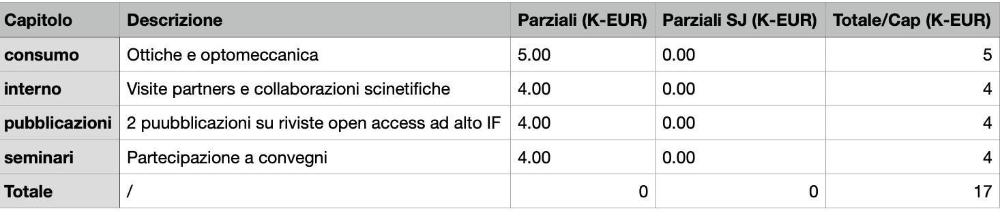 Capitolo Descrizione Parziali (K-EUR) Parziali SJ (K-EUR) Totale/Cap (K-EUR)
consumo Ottiche e optomeccanica 5.00 0.00 5
interno Visite partners e collaborazioni scinetifiche 4.00 0.00 4
pubblicazioni 2 puubblicazioni su riviste open access ad alto IF 4.00 0.00 4
seminari Partecipazione a convegni 4.00 0.00 4
Totale / 0 0 17